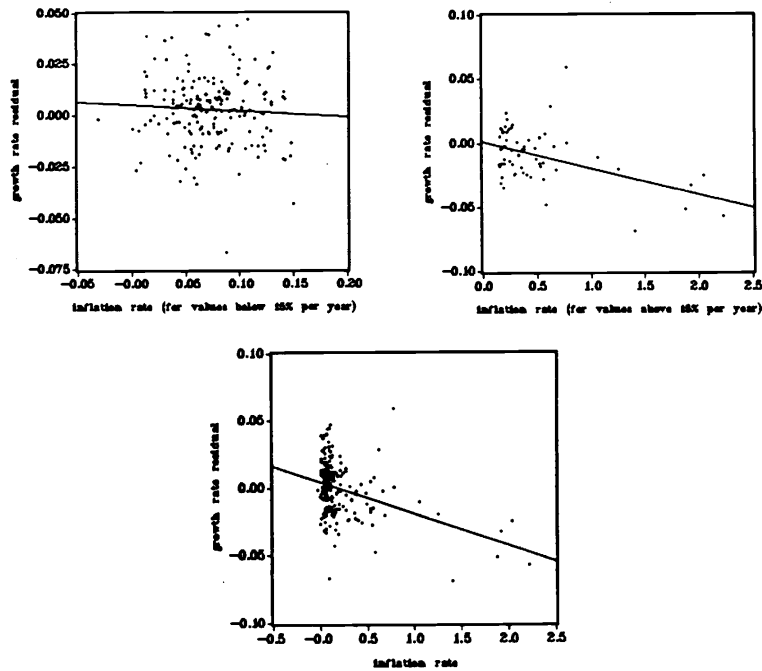 0.050
0.025
0.000
−0.025
−0.050
−0.075
growth rate residual
−0.05 −0.00 0.05 0.10 0.15 0.20
inflation rate (for values below 15% per year)
0.10
0.05
0.00
−0.05
−0.10
growth rate residual
0.0 0.5 1.0 1.5 2.0 2.5
inflation rate (for values above 15% per year)
0.10
0.05
0.00
−0.05
−0.10
growth rate residual
−0.5 −0.0 0.5 1.0 1.5 2.0 2.5
inflation rate